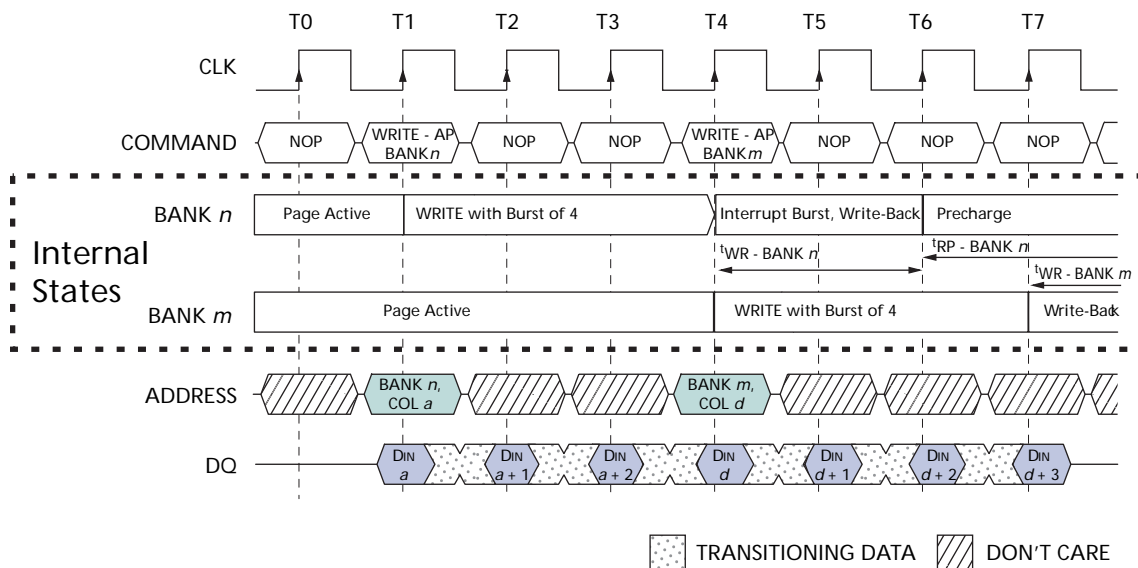 T0 T1 T2 T3 T4 T5 T6 T7
CLK
COMMAND NOP WRITE - AP BANK n NOP NOP WRITE - AP BANK m NOP NOP NOP
BANK n Page Active WRITE with Burst of 4 Interrupt Burst, Write-Back Precharge
Internal States
tWR - BANK n tRP - BANK n
tWR - BANK m
BANK m Page Active WRITE with Burst of 4 Write-Back
ADDRESS BANK n, COL a BANK m, COL d
DQ DIN a DIN a + 1 DIN a + 2 DIN d DIN d + 1 DIN d + 2 DIN d + 3
TRANSITIONING DATA DON'T CARE